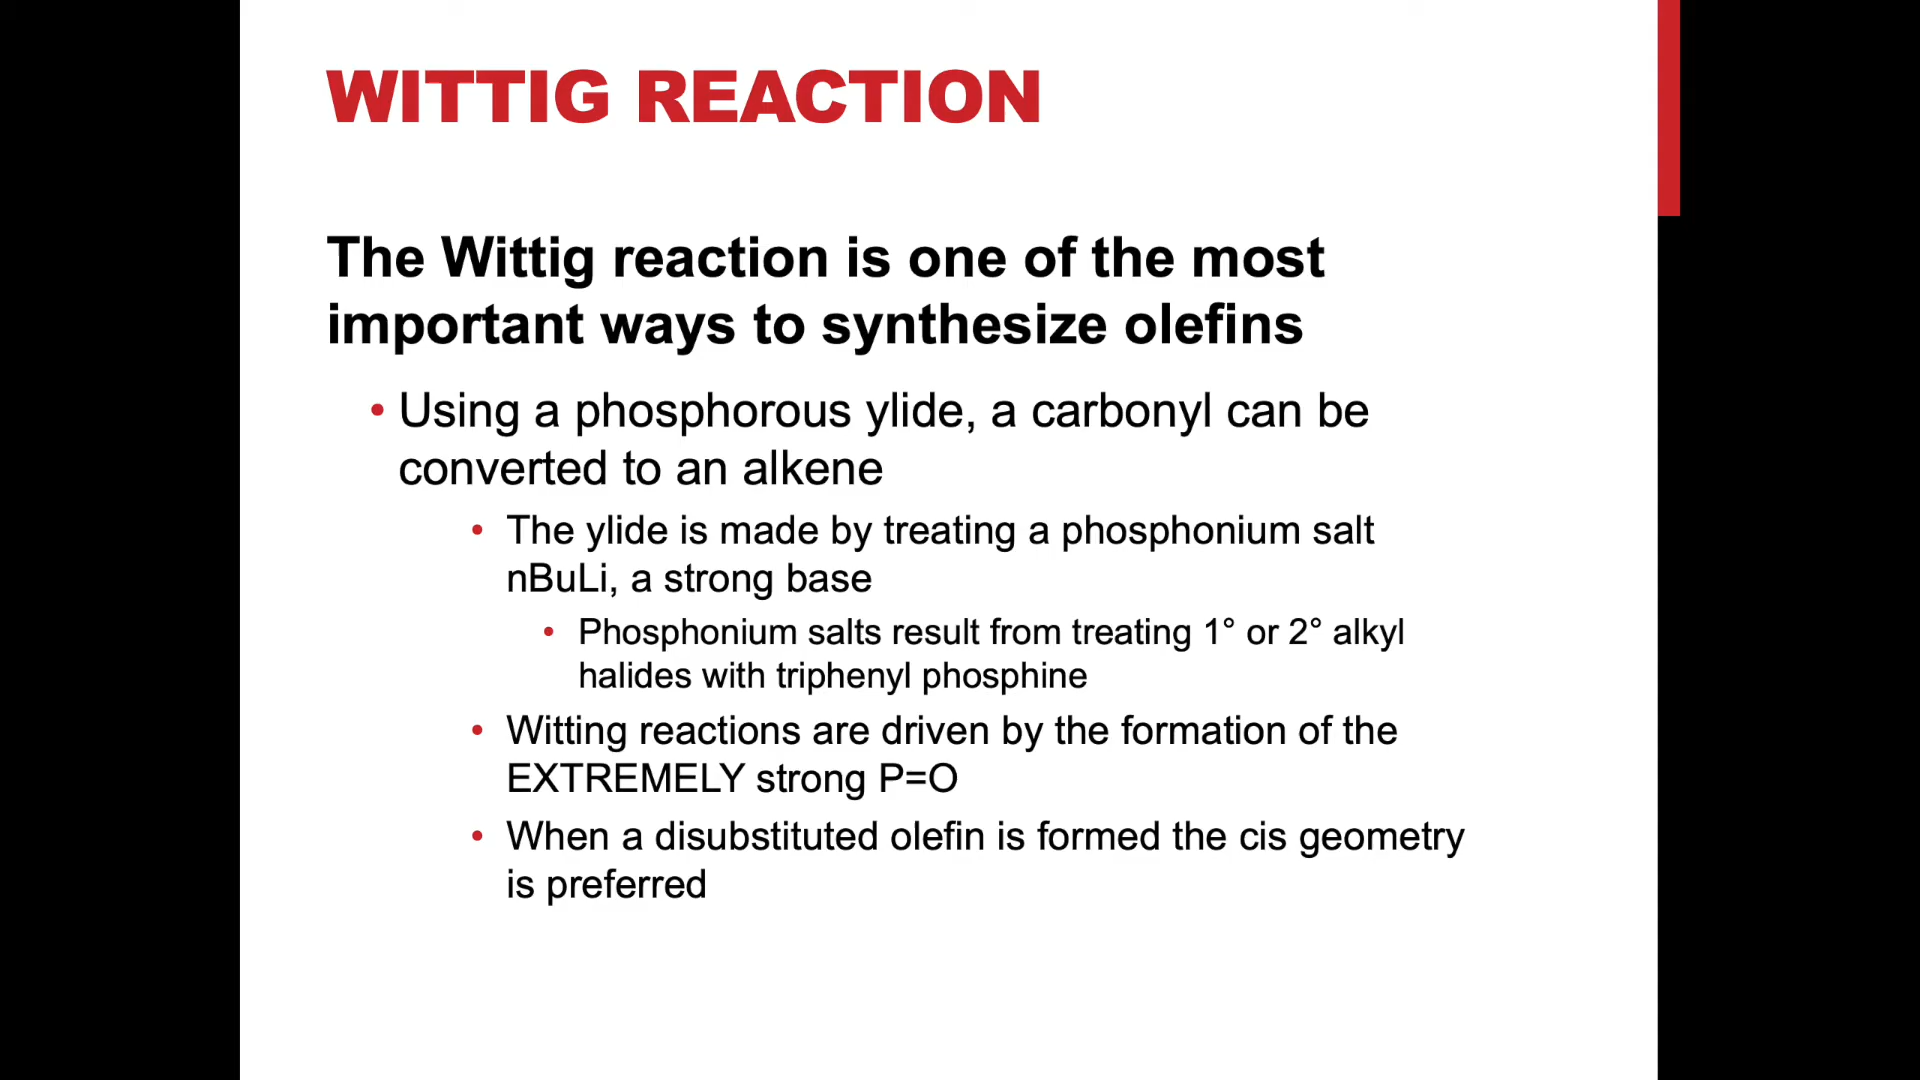 WITTIG REACTION
The Wittig reaction is one of the most
important ways to synthesize olefins
• Using a phosphorous ylide, a carbonyl can be
converted to an alkene
• The ylide is made by treating a phosphonium salt
nBuLi, a strong base
• Phosphonium salts result from treating 1° or 2° alkyl
halides with triphenyl phosphine
• Witting reactions are driven by the formation of the
EXTREMELY strong P=O
• When a disubstituted olefin is formed the cis geometry
is preferred